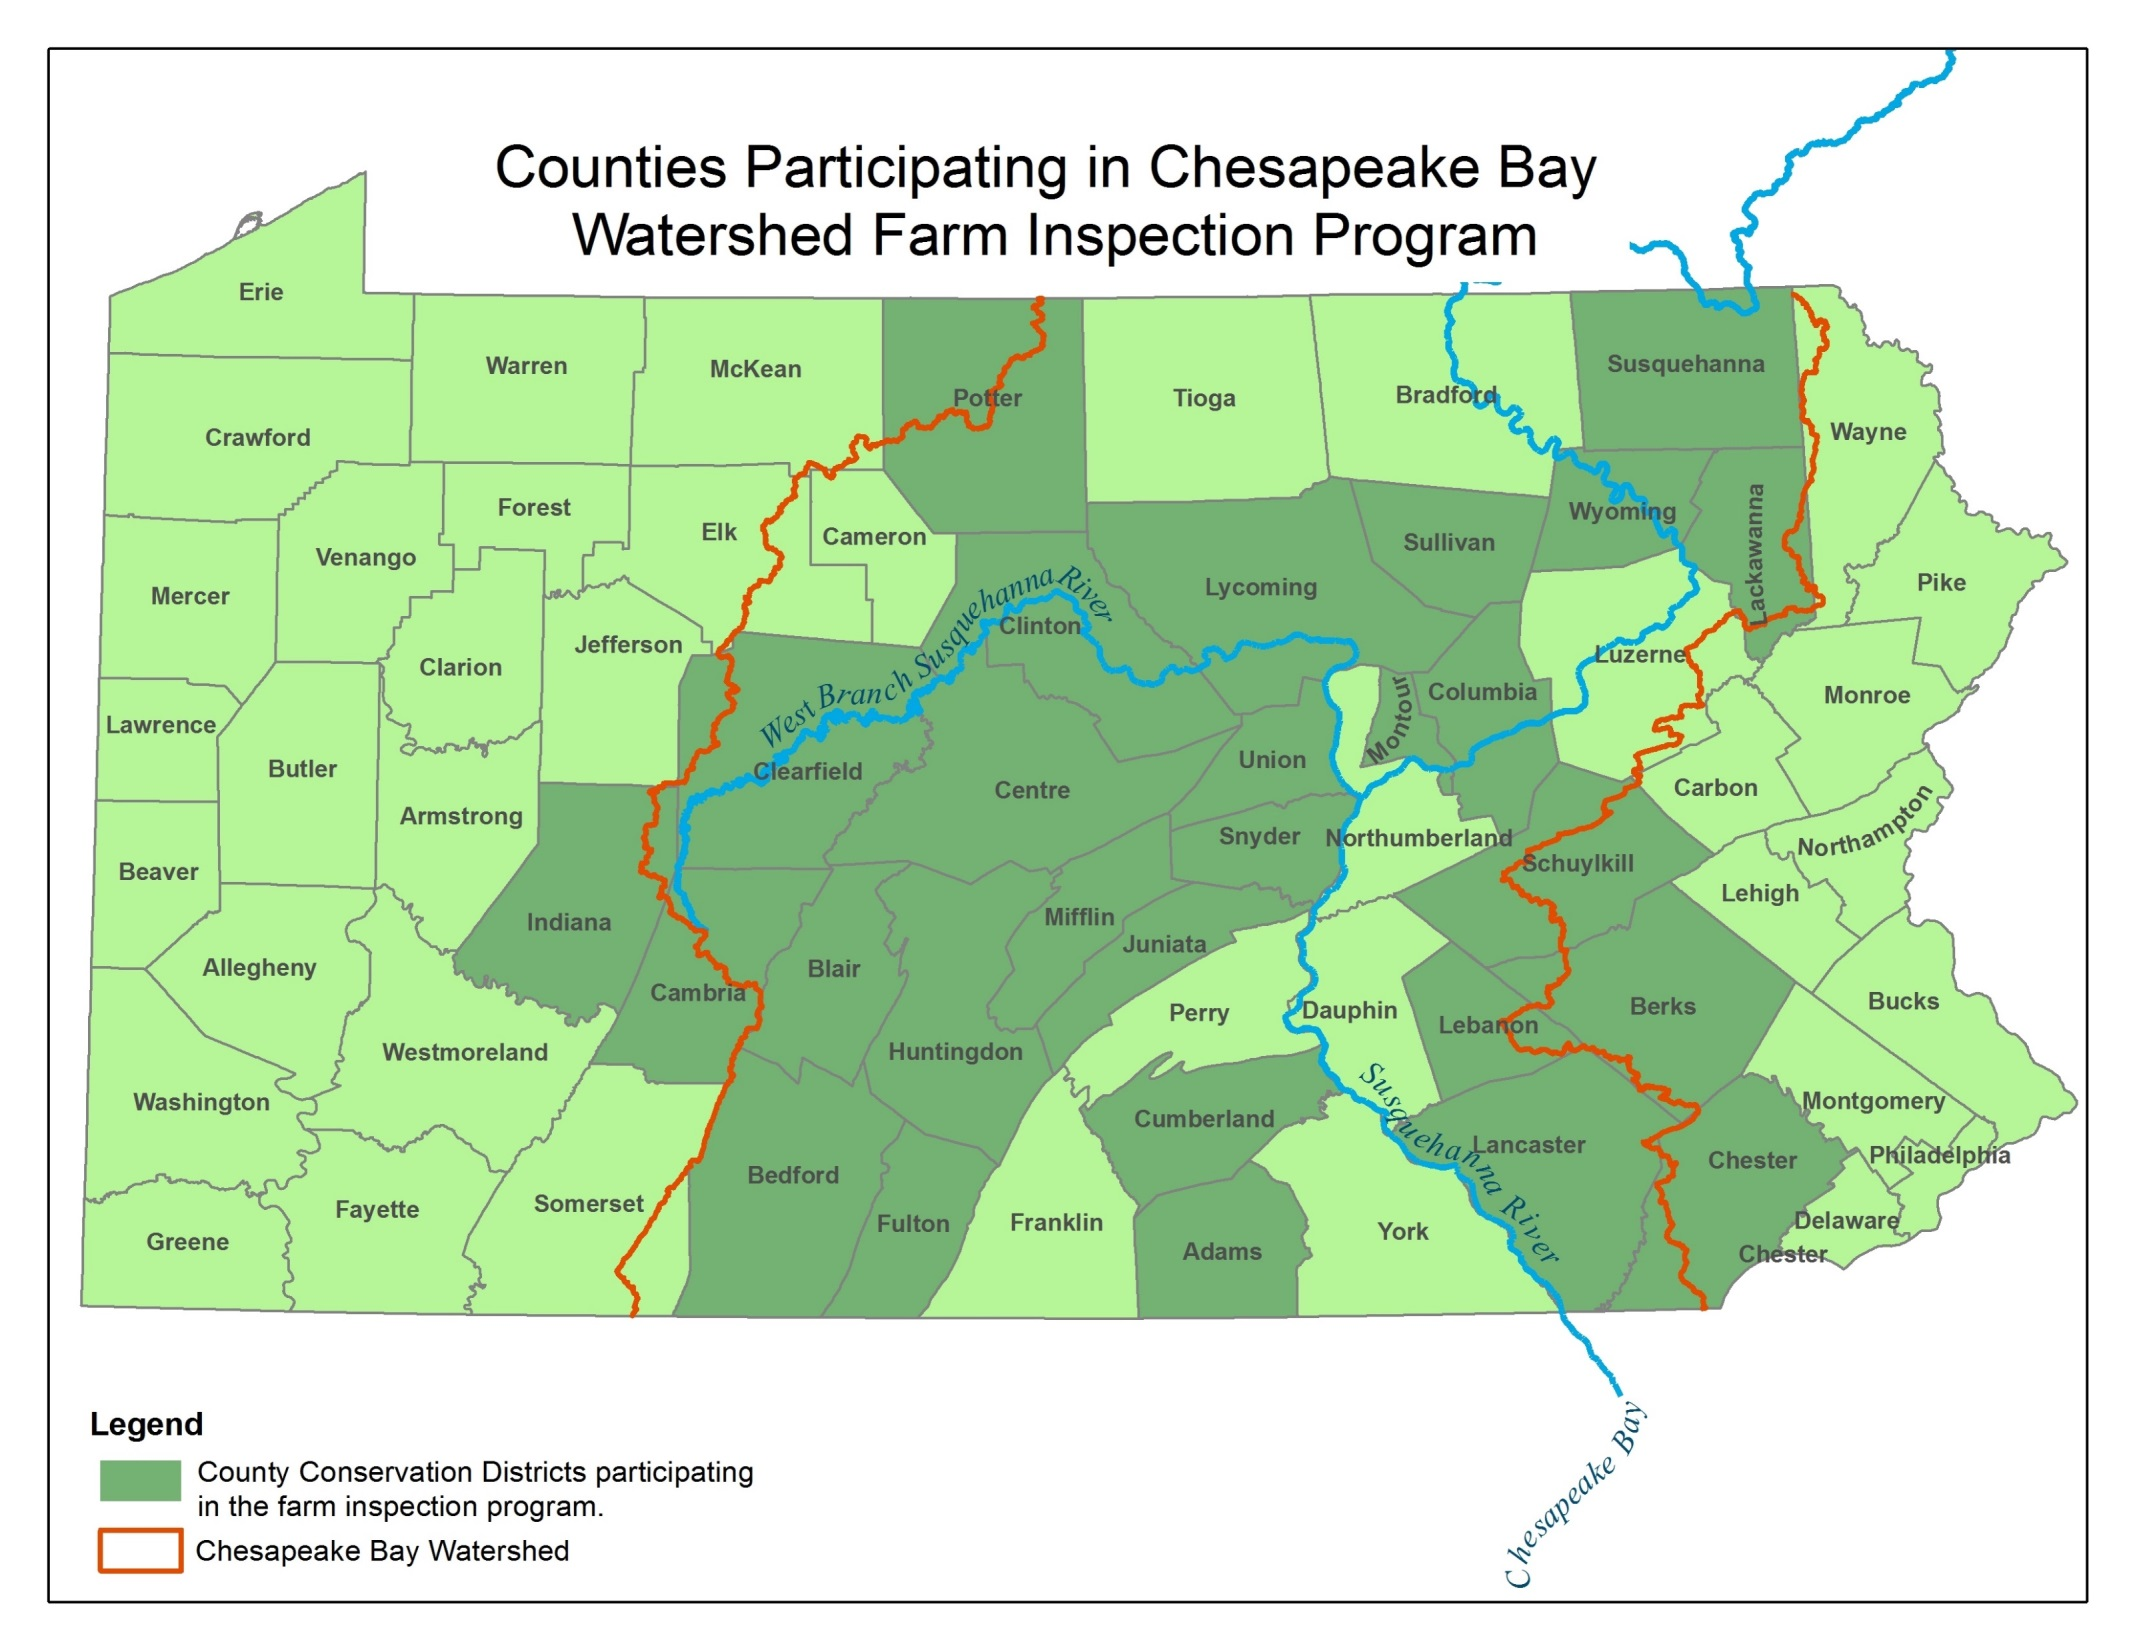 Counties Participating in Chesapeake Bay
Watershed Farm Inspection Program
Erie
Warren
McKean
Potter
Tioga
Bradford
Susquehanna
Wayne
Crawford
Forest
Elk
Cameron
Sullivan
Wyoming
Lackawanna
Pike
Venango
Mercer
Lycoming
West Branch Susquehanna River
Clinton
Jefferson
Clarion
Luzerne
Columbia
Montour
Monroe
Lawrence
Butler
Clearfield
Union
Centre
Carbon
Armstrong
Snyder
Northumberland
Northampton
Schuylkill
Beaver
Lehigh
Indiana
Mifflin
Juniata
Allegheny
Blair
Cambria
Perry
Dauphin
Lebanon
Berks
Bucks
Westmoreland
Huntingdon
Washington
Cumberland
Susquehanna River
Lancaster
Montgomery
Chester
Philadelphia
Bedford
Somerset
Fayette
Fulton
Franklin
York
Delaware
Greene
Adams
Chester
Chesapeake Bay
Legend
County Conservation Districts participating
in the farm inspection program.
Chesapeake Bay Watershed